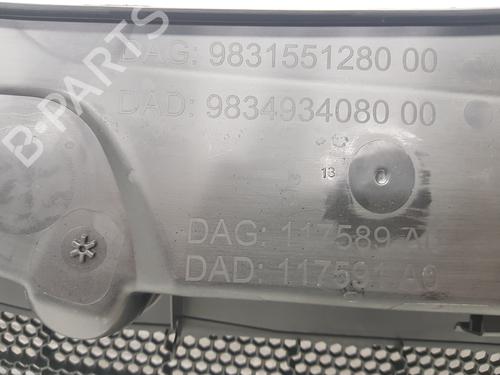 DAG: 9831551280 00
DAD: 9834934080 00
B-PARTS
13
DAG: 117589 A0
DAD: 117591 A0